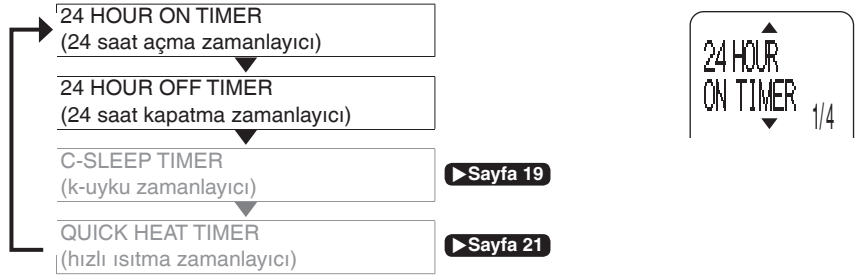 24 HOUR ON TIMER
(24 saat açma zamanlayıcı)
24 HOUR OFF TIMER
(24 saat kapatma zamanlayıcı)
C-SLEEP TIMER
(k-uyku zamanlayıcı)
▶Sayfa 19
QUICK HEAT TIMER
(hızlı ısıtma zamanlayıcı)
▶Sayfa 21
24 HOUR
ON TIMER
1/4